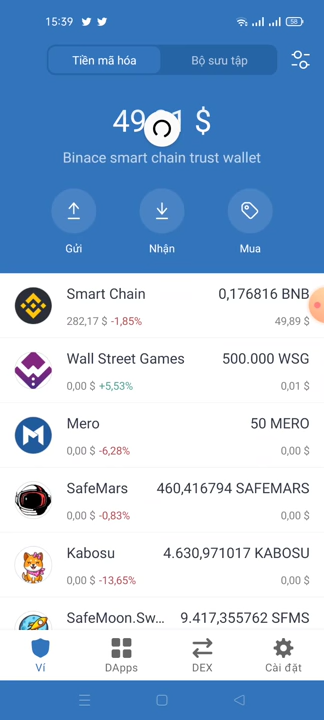 15:39
58
Tiền mã hóa
Bộ sưu tập
$
Binace smart chain trust wallet
Gửi
Nhận
Mua
Smart Chain
0,176816 BNB
282,17 $ -1,85%
49,89 $
Wall Street Games
500.000 WSG
0,00 $ +5,53%
0,01 $
Mero
50 MERO
0,00 $ -6,28%
0,00 $
SafeMars
460,416794 SAFEMARS
0,00 $ -0,83%
0,00 $
Kabosu
4.630,971017 KABOSU
0,00 $ -13,65%
0,00 $
SafeMoon.Sw...
9.417,355762 SFMS
Ví
DApps
DEX
Cài đặt